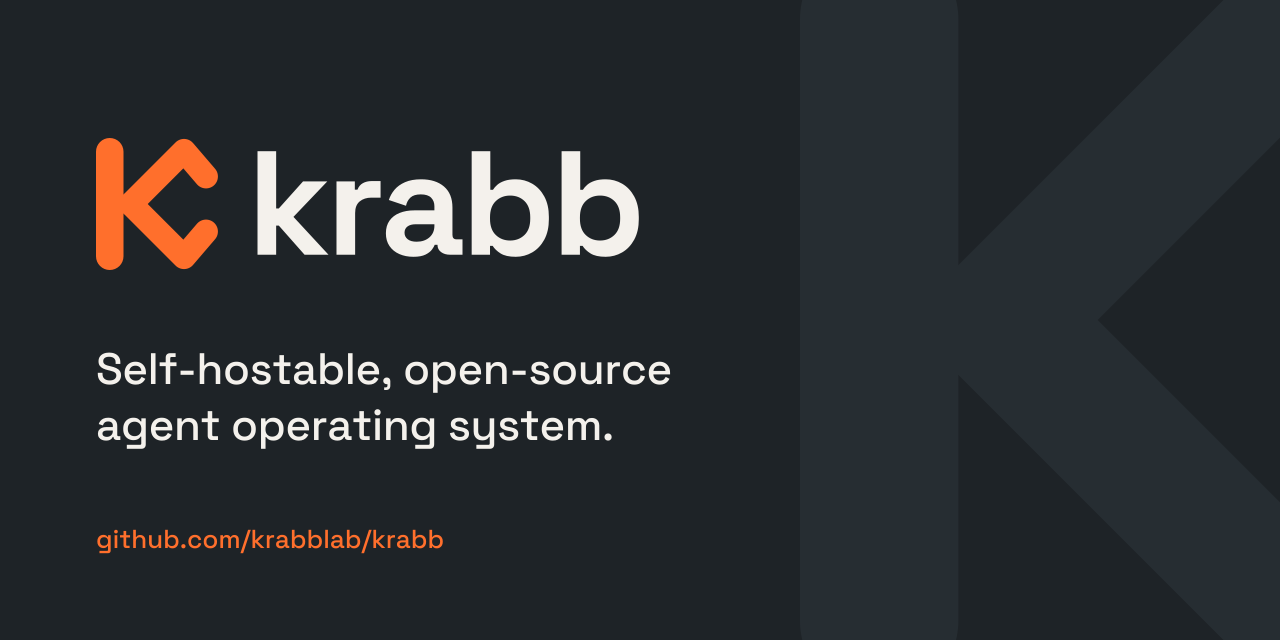 krabb
Self-hostable, open-source
agent operating system.
github.com/krabblab/krabb